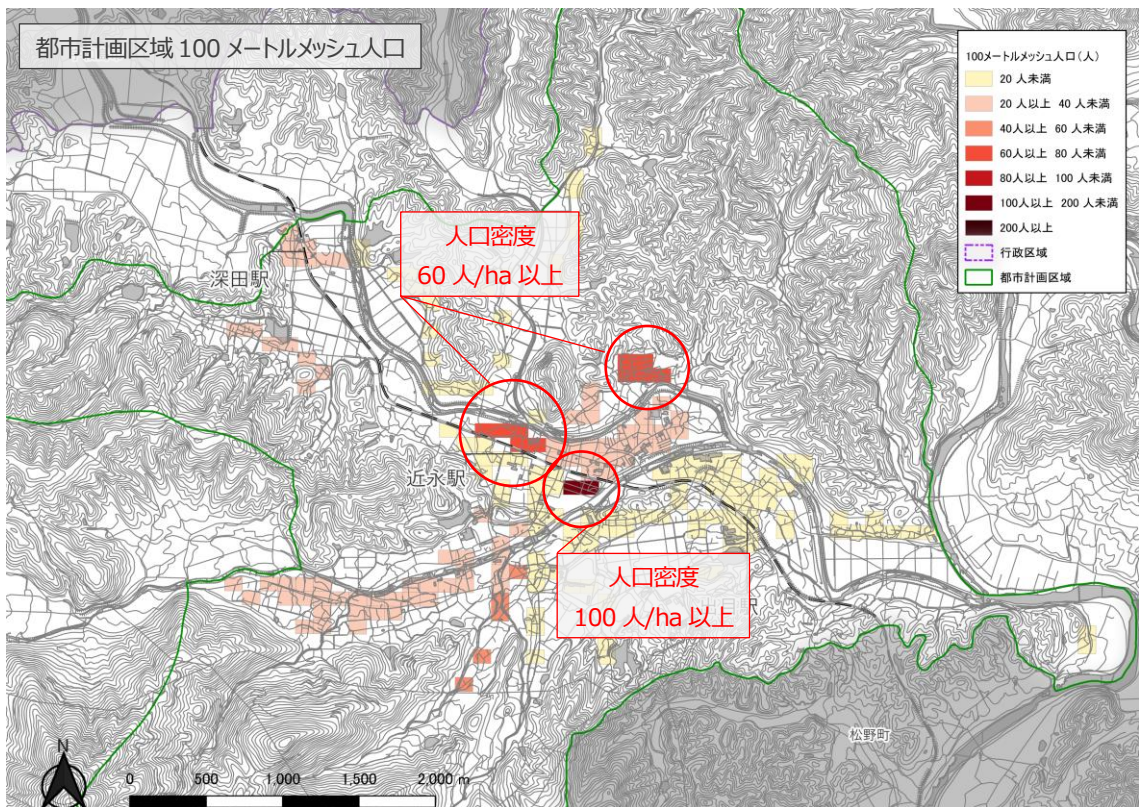 都市計画区域 100 メートルメッシュ人口
100メートルメッシュ人口(人)
20 人未満
20 人以上 40 人未満
40人以上 60 人未満
60人以上 80 人未満
80人以上 100 人未満
100人以上 200 人未満
200人以上
行政区域
都市計画区域
人口密度
60 人/ha 以上
深田駅
近永駅
人口密度
100 人/ha 以上
駅
松野町
N
0 500 1,000 1,500 2,000 m